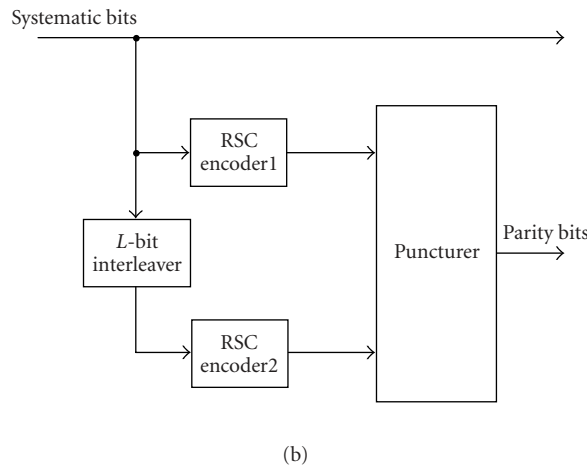 Systematic bits
RSC
encoder1
L-bit
interleaver
Puncturer
Parity bits
RSC
encoder2
(b)